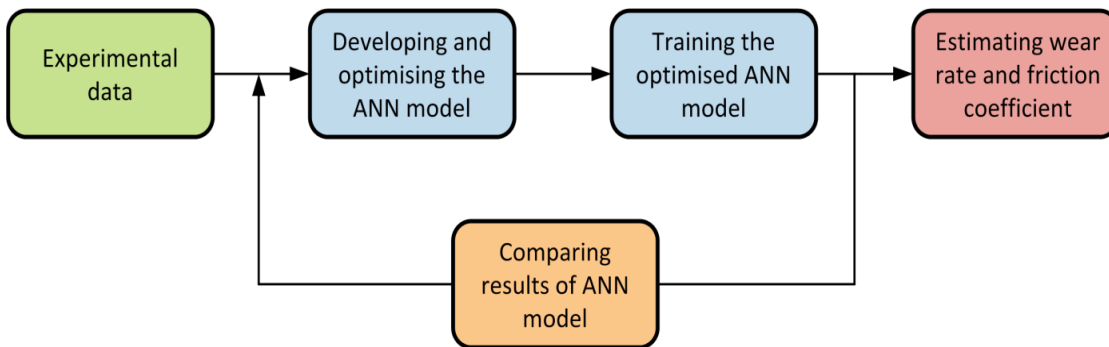 Experimental
data
Developing and
optimising the
ANN model
Training the
optimised ANN
model
Estimating wear
rate and friction
coefficient
Comparing
results of ANN
model